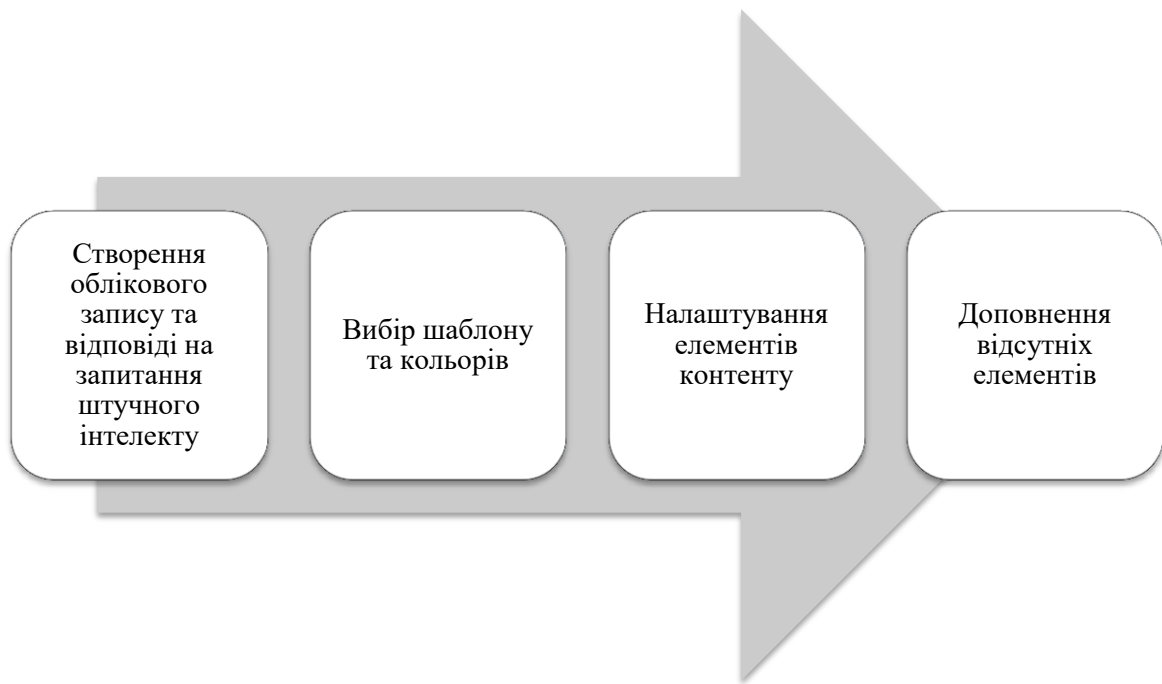 Створення
облікового
запису та
відповіді на
запитання
штучного
інтелекту
Вибір шаблону
та кольорів
Налаштування
елементів
контенту
Доповнення
відсутніх
елементів